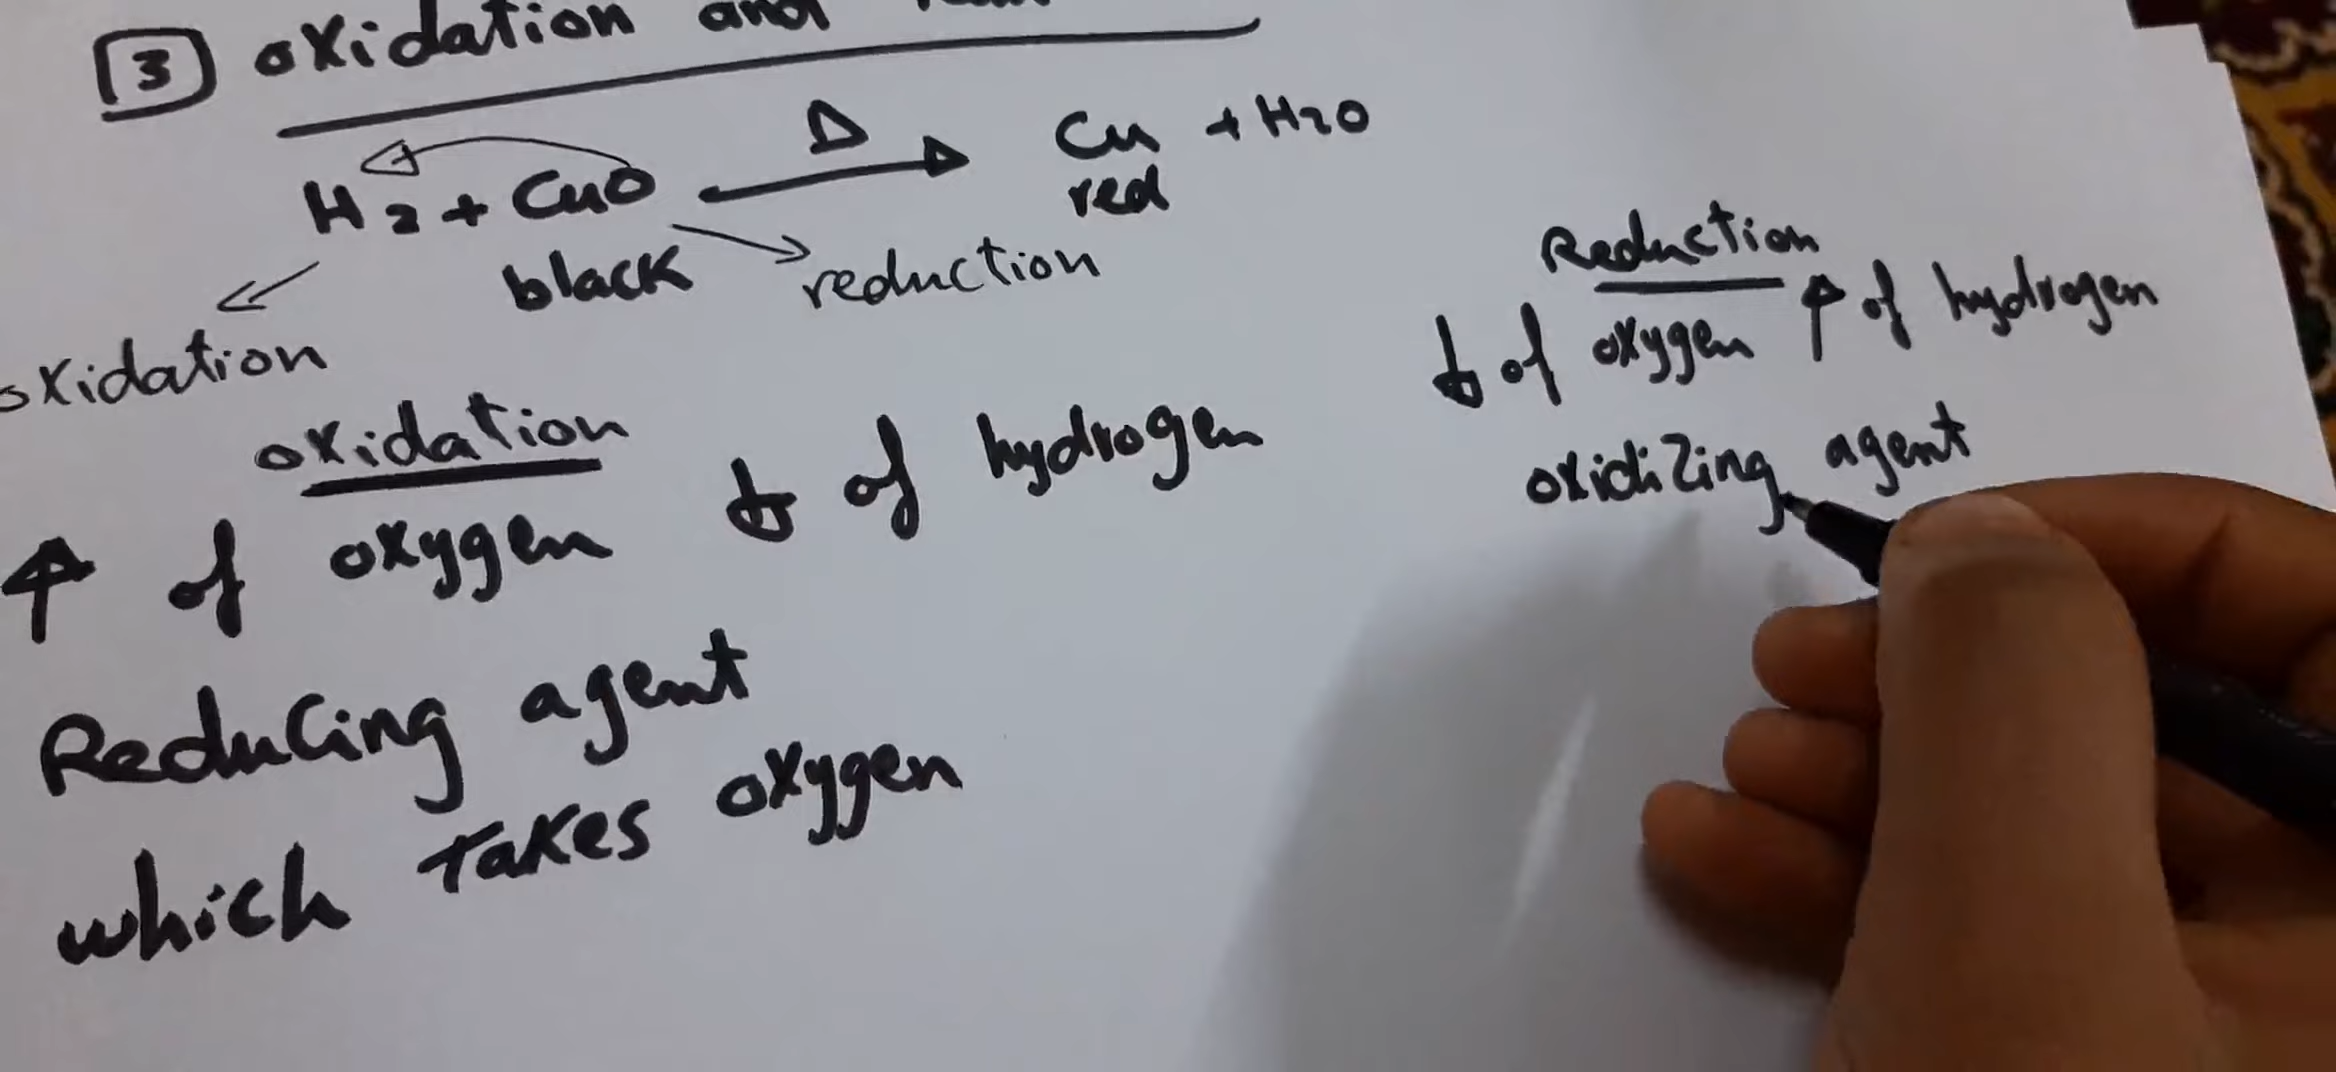 3 oxidation and
Δ
H2 + CuO → Cu + H2O
black red
oxidation
reduction
oxidation
↑ of oxygen ↓ of hydrogen
Reducing agent
which takes oxygen
Reduction
↓ of oxygen ↑ of hydrogen
oxidizing agent